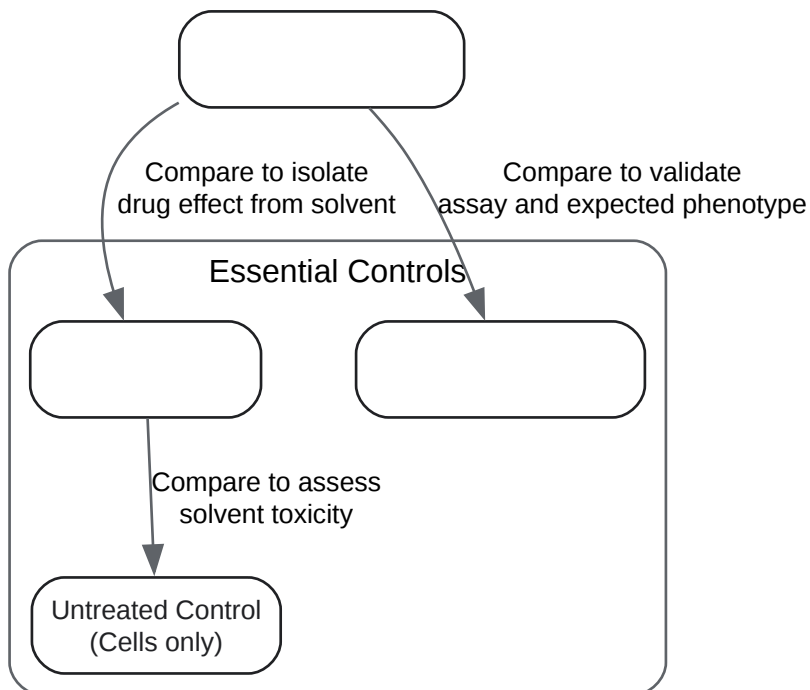 Compare to isolate
drug effect from solvent
Compare to validate
assay and expected phenotype
Essential Controls
Compare to assess
solvent toxicity
Untreated Control
(Cells only)